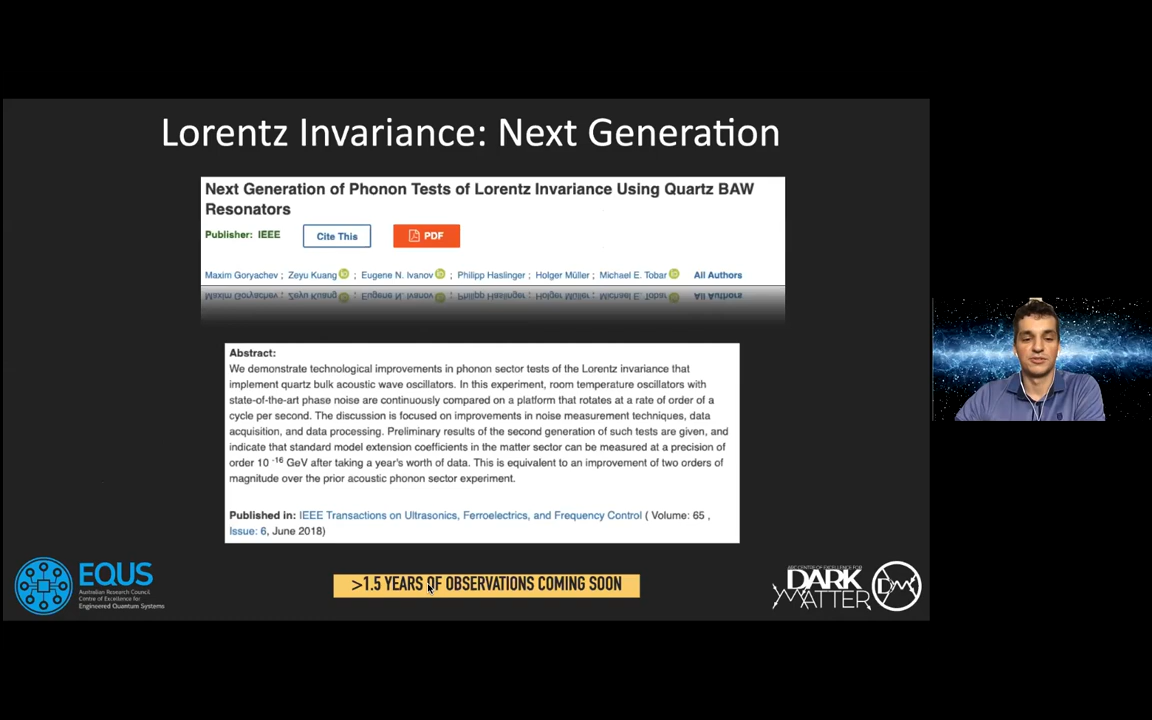 Lorentz Invariance: Next Generation
Next Generation of Phonon Tests of Lorentz Invariance Using Quartz BAW
Resonators
Publisher: IEEE Cite This PDF
Maxim Goryachev ; Zeyu Kuang iD ; Eugene N. Ivanov iD ; Philipp Haslinger ; Holger Müller ; Michael E. Tobar iD All Authors
Abstract:
We demonstrate technological improvements in phonon sector tests of the Lorentz invariance that
implement quartz bulk acoustic wave oscillators. In this experiment, room temperature oscillators with
state-of-the-art phase noise are continuously compared on a platform that rotates at a rate of order of a
cycle per second. The discussion is focused on improvements in noise measurement techniques, data
acquisition, and data processing. Preliminary results of the second generation of such tests are given, and
indicate that standard model extension coefficients in the matter sector can be measured at a precision of
order 10 -16 GeV after taking a year's worth of data. This is equivalent to an improvement of two orders of
magnitude over the prior acoustic phonon sector experiment.
Published in: IEEE Transactions on Ultrasonics, Ferroelectrics, and Frequency Control ( Volume: 65 ,
Issue: 6, June 2018)
>1.5 YEARS OF OBSERVATIONS COMING SOON
EQUS
Australian Research Council
Centre of Excellence for
Engineered Quantum Systems
ARC CENTRE OF EXCELLENCE FOR
DARK
MATTER